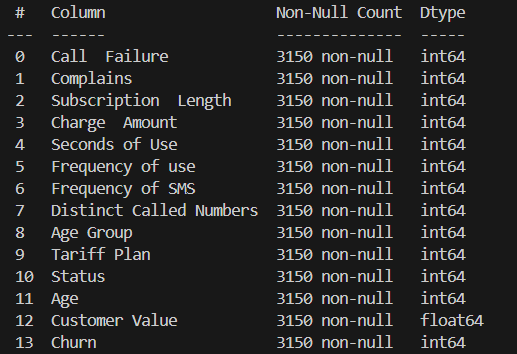 #   Column                   Non-Null Count  Dtype
---  ------                   --------------  -----
 0   Call  Failure            3150 non-null   int64
 1   Complains                3150 non-null   int64
 2   Subscription  Length     3150 non-null   int64
 3   Charge  Amount           3150 non-null   int64
 4   Seconds of Use           3150 non-null   int64
 5   Frequency of use         3150 non-null   int64
 6   Frequency of SMS         3150 non-null   int64
 7   Distinct Called Numbers  3150 non-null   int64
 8   Age Group                3150 non-null   int64
 9   Tariff Plan              3150 non-null   int64
 10  Status                   3150 non-null   int64
 11  Age                      3150 non-null   int64
 12  Customer Value           3150 non-null   float64
 13  Churn                    3150 non-null   int64